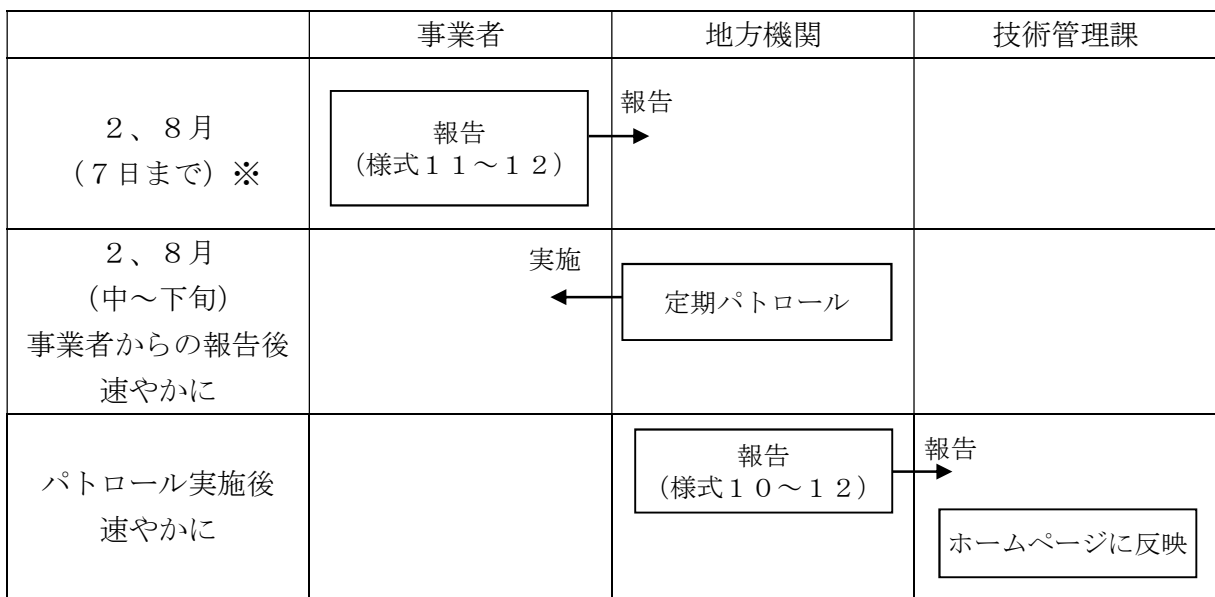 事業者
地方機関
技術管理課
２、８月
（７日まで）※
報告
（様式１１～１２）
報告
２、８月
（中～下旬）
事業者からの報告後
速やかに
実施
定期パトロール
パトロール実施後
速やかに
報告
（様式１０～１２）
報告
ホームページに反映